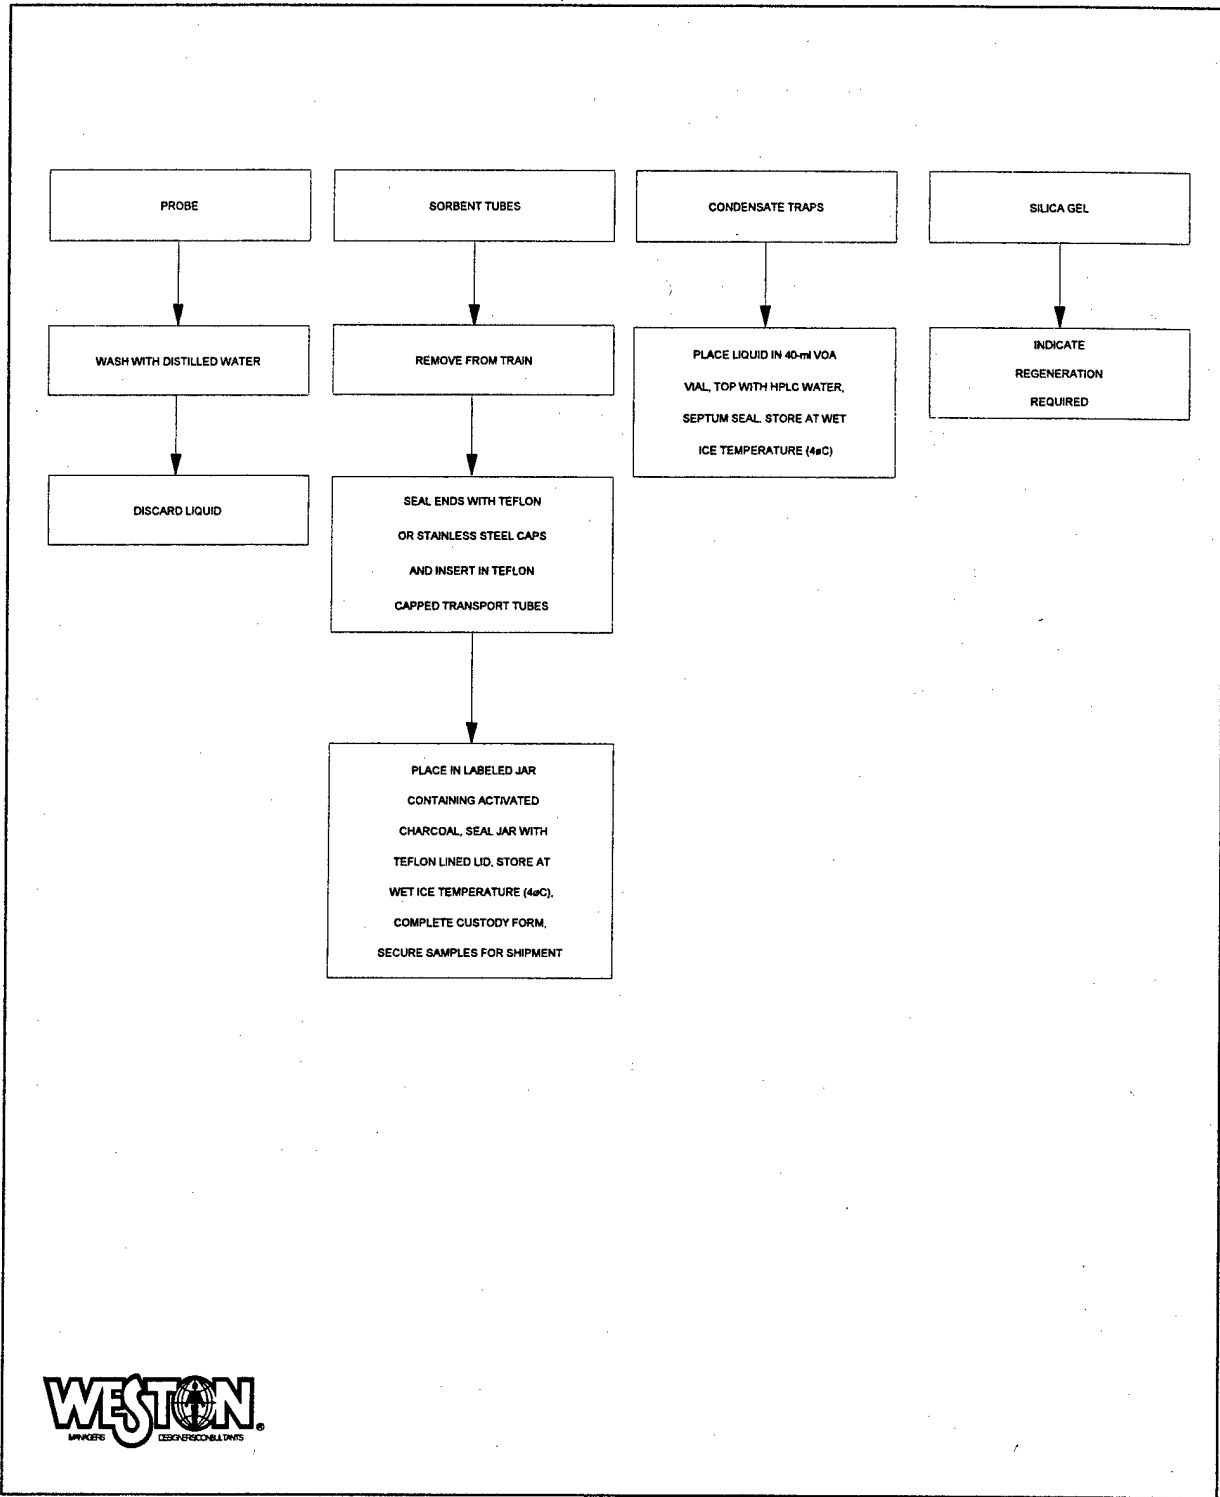 PROBE
WASH WITH DISTILLED WATER
DISCARD LIQUID
SORBENT TUBES
REMOVE FROM TRAIN
SEAL ENDS WITH TEFLON
OR STAINLESS STEEL CAPS
AND INSERT IN TEFLON
CAPPED TRANSPORT TUBES
PLACE IN LABELED JAR
CONTAINING ACTIVATED
CHARCOAL, SEAL JAR WITH
TEFLON LINED LID, STORE AT
WET ICE TEMPERATURE (4øC),
COMPLETE CUSTODY FORM,
SECURE SAMPLES FOR SHIPMENT
CONDENSATE TRAPS
PLACE LIQUID IN 40-ml VOA
VIAL, TOP WITH HPLC WATER,
SEPTUM SEAL. STORE AT WET
ICE TEMPERATURE (4øC)
SILICA GEL
INDICATE
REGENERATION
REQUIRED
WESTON®
MANAGERS DESIGNERS/CONSULTANTS